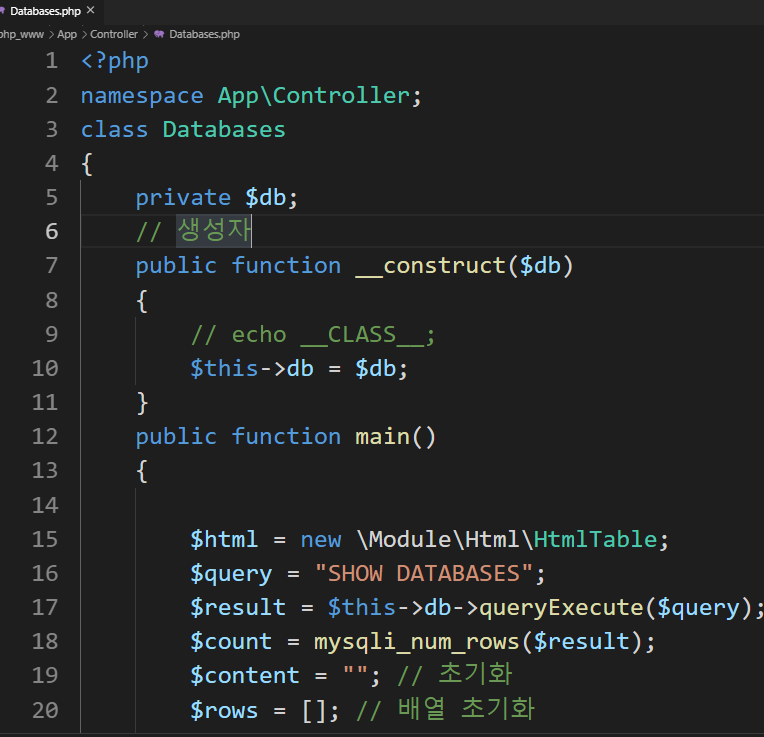 Databases.php ×
php_www > App > Controller > Databases.php
1 <?php
2 namespace App\Controller;
3 class Databases
4 {
5     private $db;
6     // 생성자
7     public function __construct($db)
8     {
9         // echo __CLASS__;
10         $this->db = $db;
11     }
12     public function main()
13     {
14
15         $html = new \Module\Html\HtmlTable;
16         $query = "SHOW DATABASES";
17         $result = $this->db->queryExecute($query);
18         $count = mysqli_num_rows($result);
19         $content = ""; // 초기화
20         $rows = []; // 배열 초기화